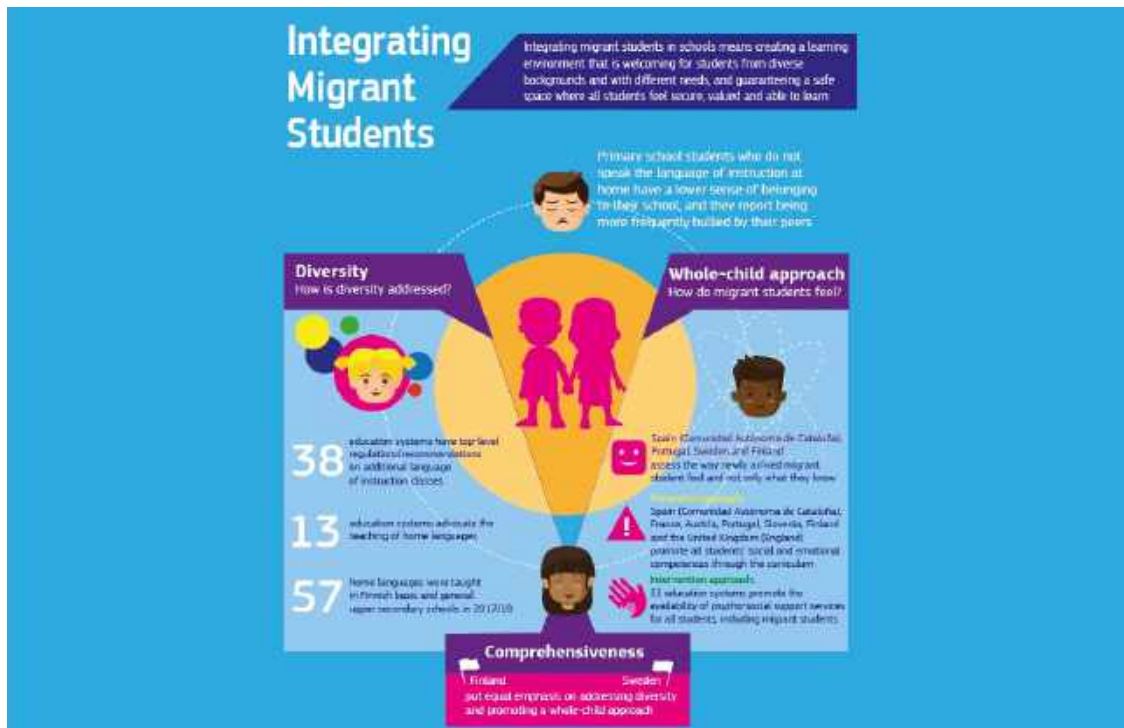 Integrating
Migrant
Students
Integrating migrant students in schools means creating a learning
environment that is welcoming for students from diverse
backgrounds and with different needs, and guaranteeing a safe
space where all students feel secure, valued and able to learn
Primary school students who do not
speak the language of instruction at
home have a lower sense of belonging
to their school, and they report being
more frequently bullied by their peers
Diversity
How is diversity addressed?
38
education systems have top-level
regulations/recommendations
on additional language
of instruction classes
13
education systems advocate the
teaching of home languages
57
home languages were taught
in Finnish basic and general
upper secondary schools in 2017/18
Whole-child approach
How do migrant students feel?
Spain (Comunidad Autónoma de Cataluña),
Portugal, Sweden and Finland
assess the way newly arrived migrant
student feel and not only what they know
Spain (Comunidad Autónoma de Cataluña),
France, Austria, Portugal, Slovenia, Finland
and the United Kingdom (England)
promote all students' social and emotional
competences through the curriculum
Intervention approach
education systems promote the
availability of psycho-social support services
for all students, including migrant students
Comprehensiveness
Finland
Sweden
put equal emphasis on addressing diversity
and promoting a whole-child approach